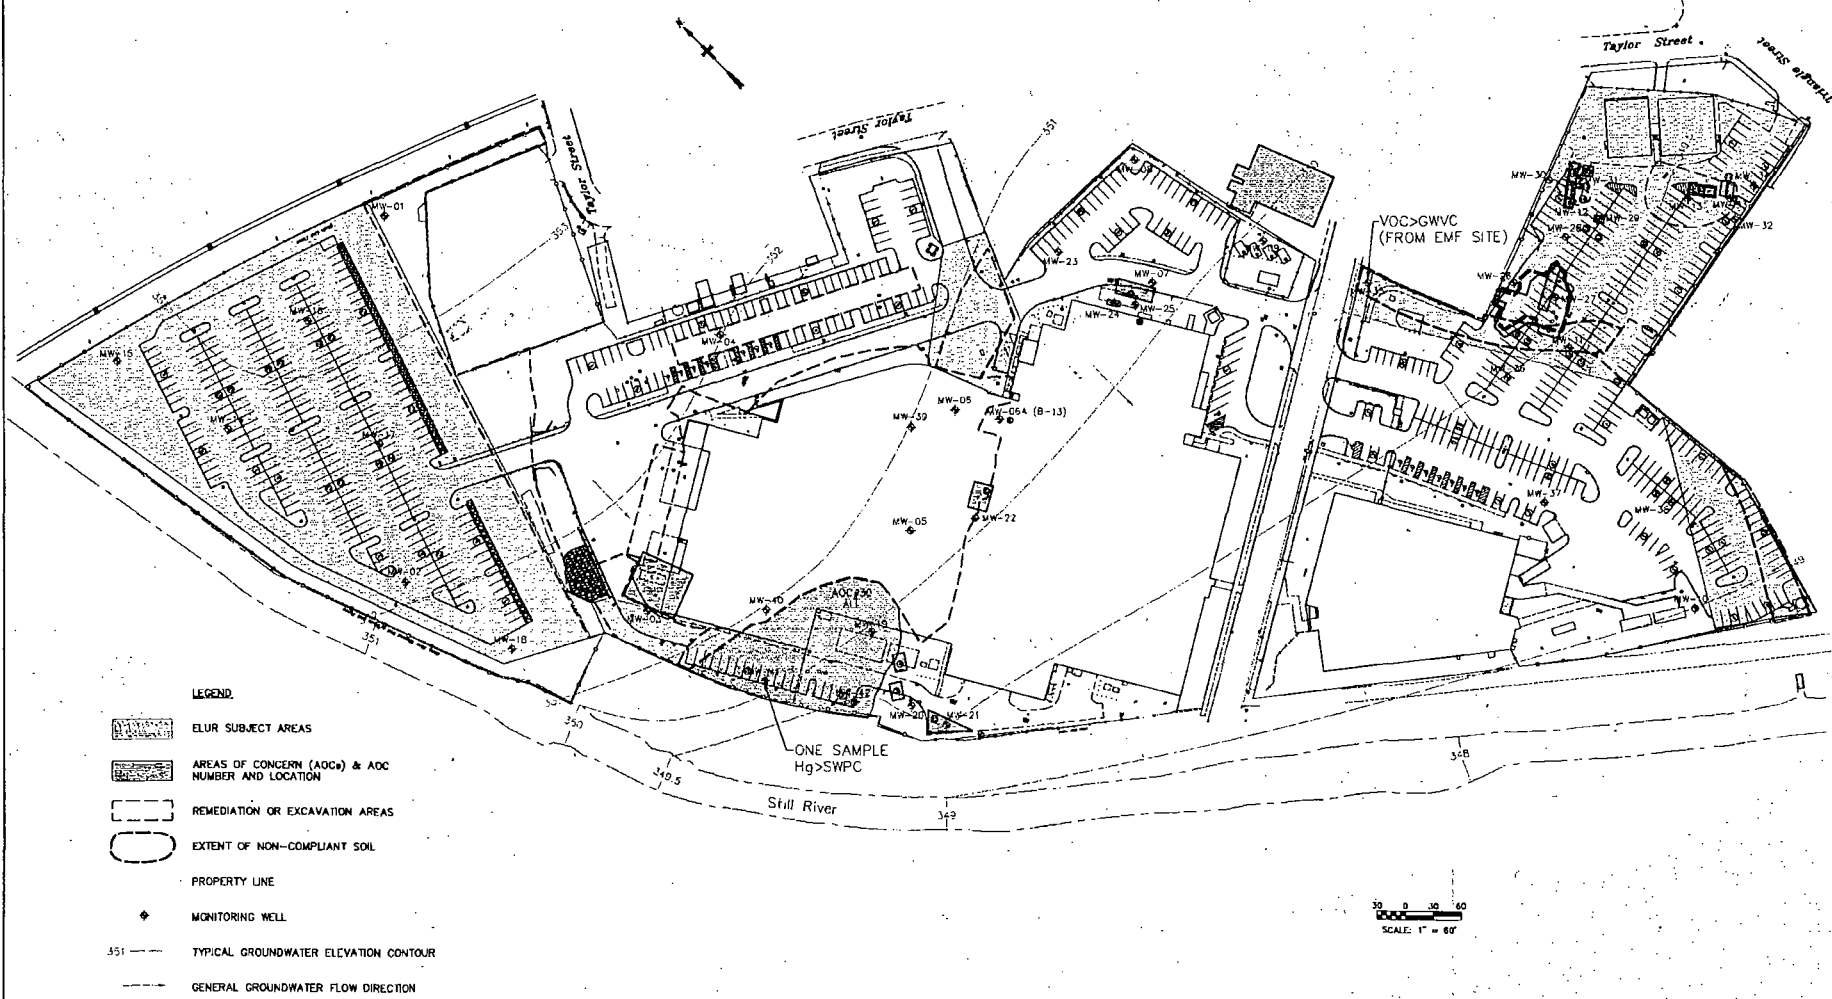 Taylor Street
Triangle Street
Taylor Street
Taylor Street
351
MW-01
353
352
MW-23
MW-07
MW-24
MW-25
VOC>GWVC
(FROM EMF SITE)
MW-30
MW-32
MW-29
MW-28
MW-26
MW-15
MW-04
MW-39
MW-06
MW-06A (B-13)
MW-22
MW-05
MW-37
MW-40
MW-03
MW-02
MW-18
AOC#30
ALL
MW-20
MW-21
351
350
349.5
349
348
Still River
ONE SAMPLE
Hg>SWPC
LEGEND
ELUR SUBJECT AREAS
AREAS OF CONCERN (AOCs) & AOC
NUMBER AND LOCATION
REMEDIATION OR EXCAVATION AREAS
EXTENT OF NON-COMPLIANT SOIL
PROPERTY LINE
MONITORING WELL
351
TYPICAL GROUNDWATER ELEVATION CONTOUR
GENERAL GROUNDWATER FLOW DIRECTION
30 0 30 60
SCALE: 1" = 60'